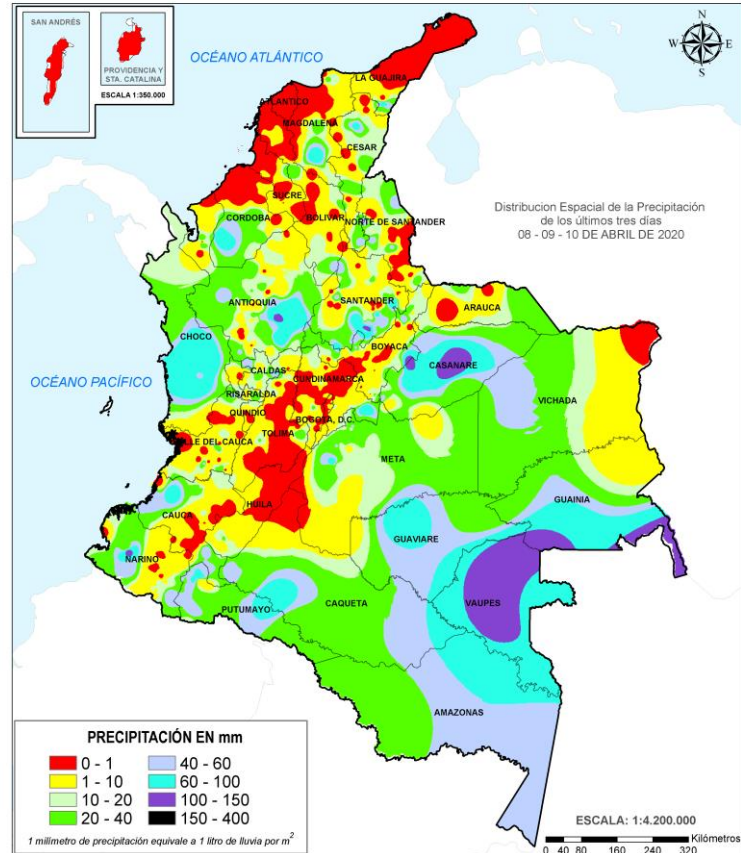 SAN ANDRÉS
PROVIDENCIA Y
STA. CATALINA
ESCALA 1:350.000
OCÉANO ATLÁNTICO
N
W E
S
LA GUAJIRA
ATLANTICO
MAGDALENA
CESAR
SUCRE
CORDOBA
BOLIVAR
NORTE DE SANTANDER
Distribucion Espacial de la Precipitación
de los últimos tres días
08 - 09 - 10 DE ABRIL DE 2020
ANTIOQUIA
SANTANDER
ARAUCA
CHOCO
BOYACA
CASANARE
OCÉANO PACÍFICO
CALDAS
CUNDINAMARCA
RISARALDA
VICHADA
QUINDIO
BOGOTA, D.C.
TOLIMA
VALLE DEL CAUCA
META
GUAINIA
HUILA
CAUCA
GUAVIARE
NARIÑO
VAUPES
CAQUETA
PUTUMAYO
AMAZONAS
PRECIPITACIÓN EN mm
0 - 1 40 - 60
1 - 10 60 - 100
10 - 20 100 - 150
20 - 40 150 - 400
1 milímetro de precipitación equivale a 1 litro de lluvia por m²
ESCALA: 1:4.200.000
Kilómetros
0 40 80 160 240 320